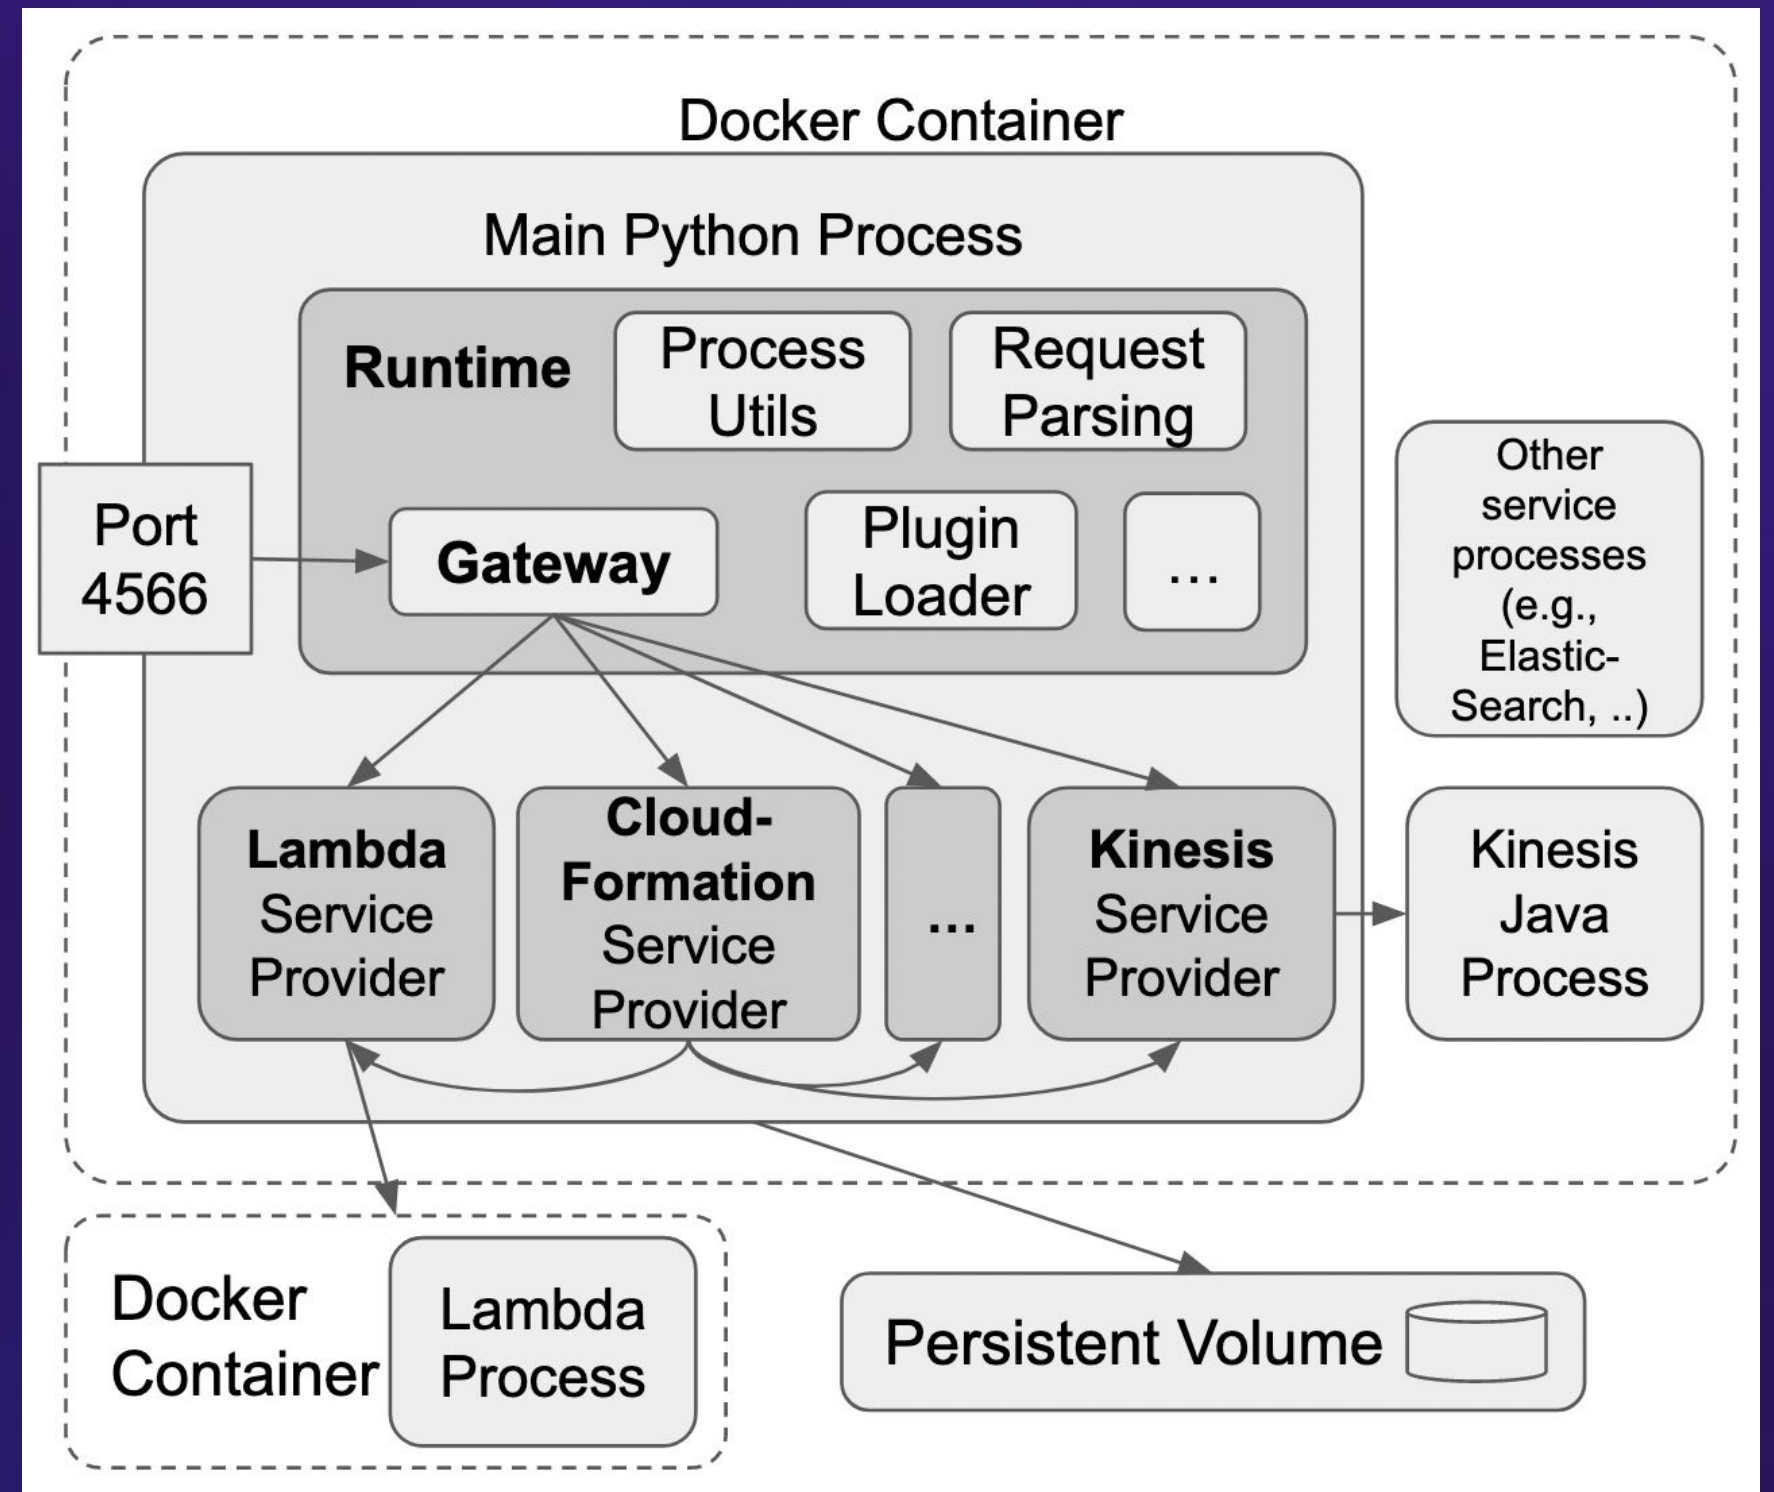 Docker Container
Main Python Process
Runtime
Process
Utils
Request
Parsing
Port
4566
Gateway
Plugin
Loader
...
Other
service
processes
(e.g.,
Elastic-
Search, ..)
Lambda
Service
Provider
Cloud-
Formation
Service
Provider
...
Kinesis
Service
Provider
Kinesis
Java
Process
Docker
Container
Lambda
Process
Persistent Volume